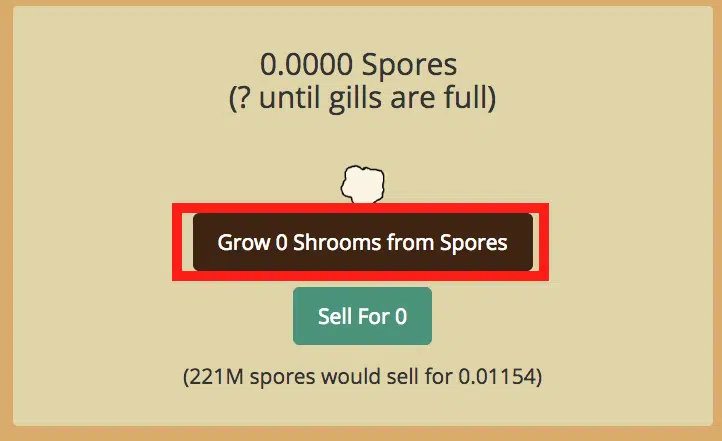 0.0000 Spores
(? until gills are full)
Grow 0 Shrooms from Spores
Sell For 0
(221M spores would sell for 0.01154)